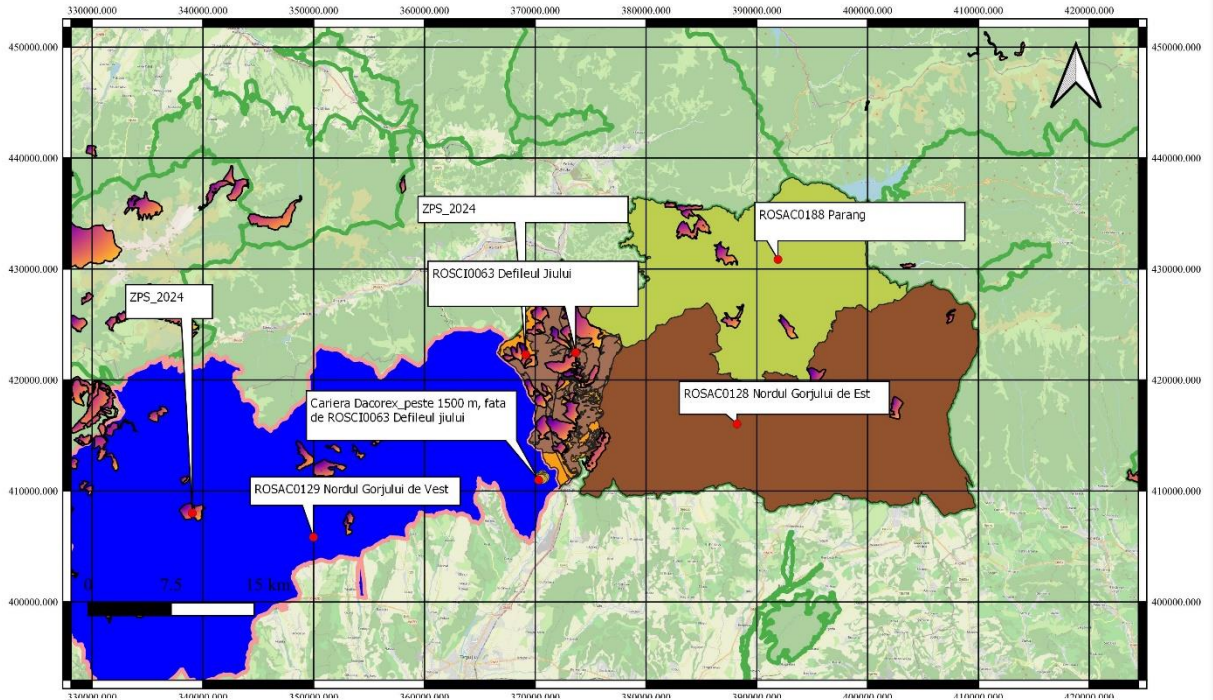 330000.000 340000.000 350000.000 360000.000 370000.000 380000.000 390000.000 400000.000 410000.000 420000.000
450000.000 450000.000
440000.000 440000.000
ZPS_2024
ROSAC0188 Parang
430000.000 430000.000
ROSCI0063 Defileul Jiului
ZPS_2024
420000.000 420000.000
Cariera Dacorex_peste 1500 m, fata
de ROSCI0063 Defileul jiului
ROSAC0128 Nordul Gorjului de Est
410000.000 410000.000
ROSAC0129 Nordul Gorjului de Vest
0 7.5 15 km
400000.000 400000.000
330000.000 340000.000 350000.000 360000.000 370000.000 380000.000 390000.000 400000.000 410000.000 420000.000